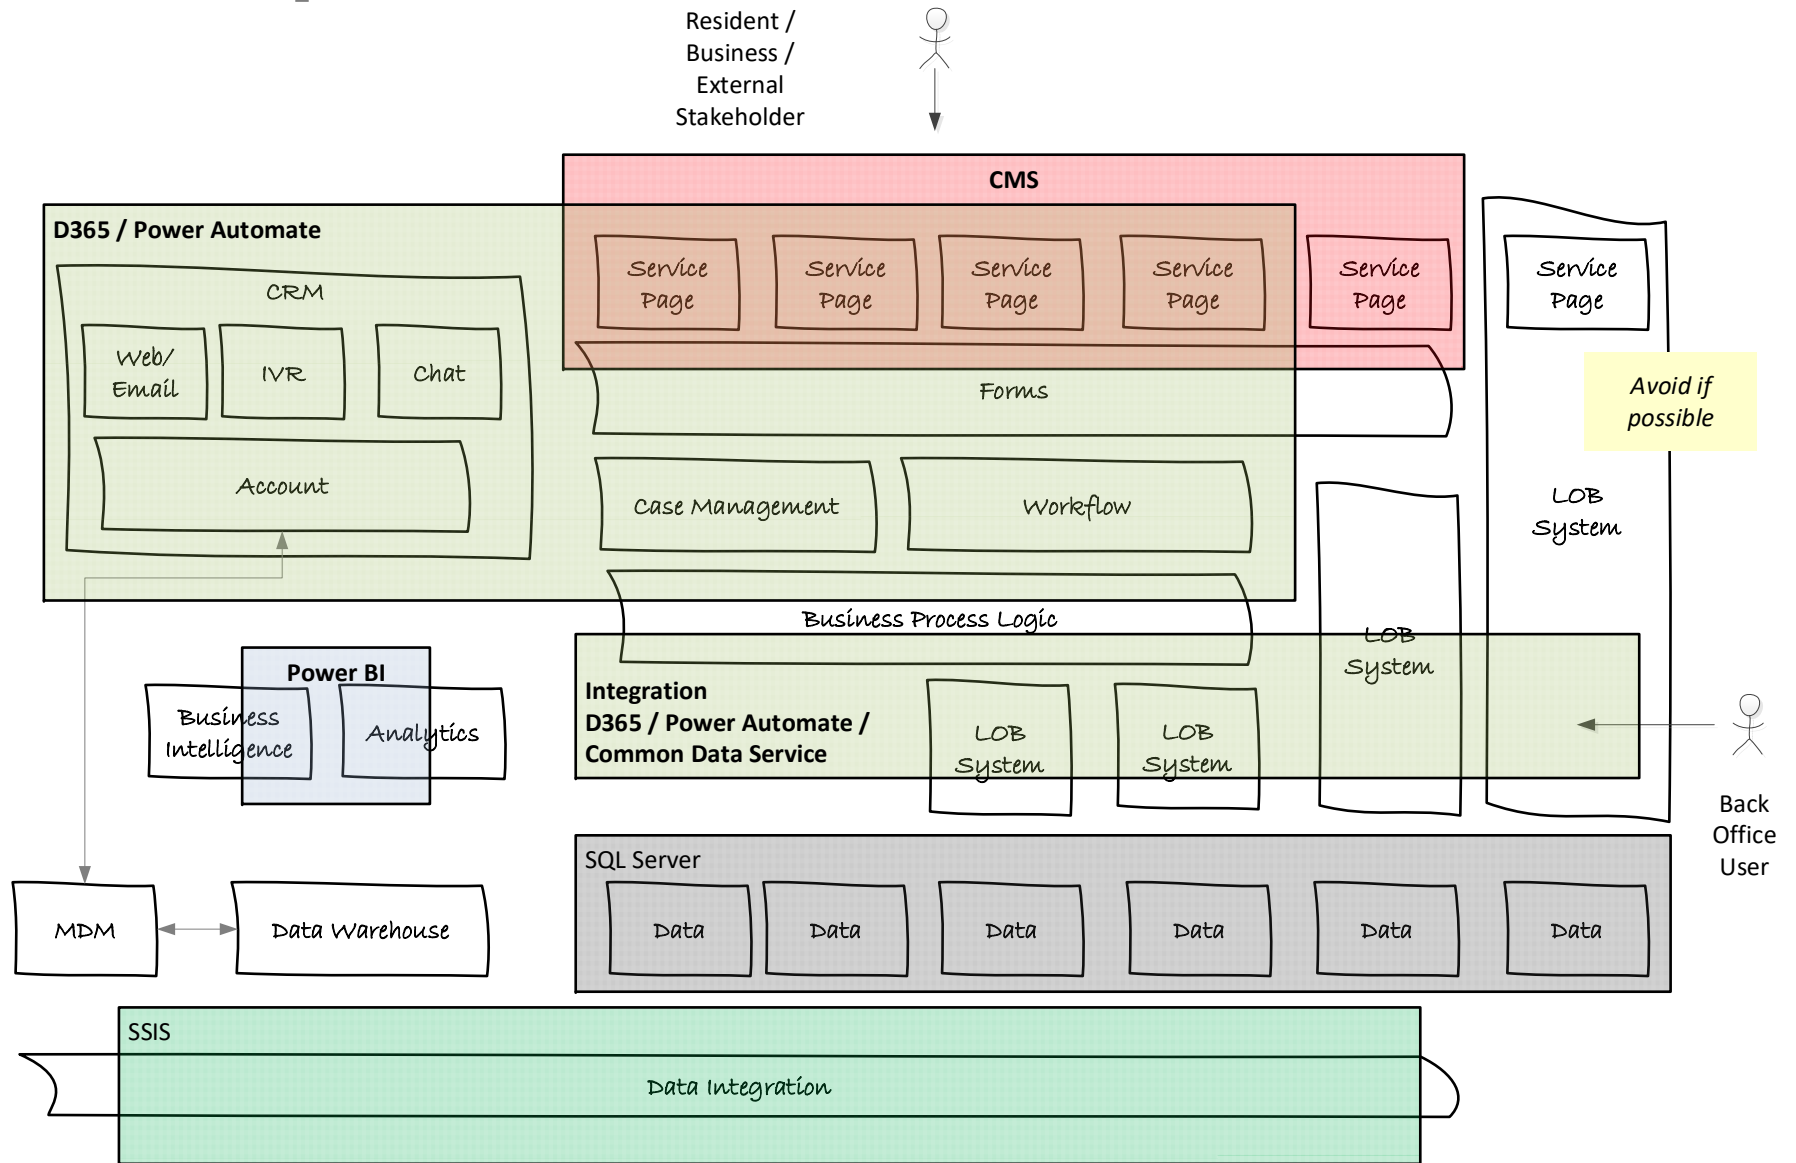 Resident /
Business /
External
Stakeholder
CMS
D365 / Power Automate
Service
Page
Service
Page
Service
Page
Service
Page
Service
Page
Service
Page
CRM
Web/
Email
IVR
Chat
Forms
Avoid if
possible
Account
Case Management
Workflow
LOB
System
Business Process Logic
LOB
System
Power BI
Business
Intelligence
Analytics
Integration
D365 / Power Automate /
Common Data Service
LOB
System
LOB
System
Back
Office
User
SQL Server
MDM
Data Warehouse
Data
Data
Data
Data
Data
Data
SSIS
Data Integration